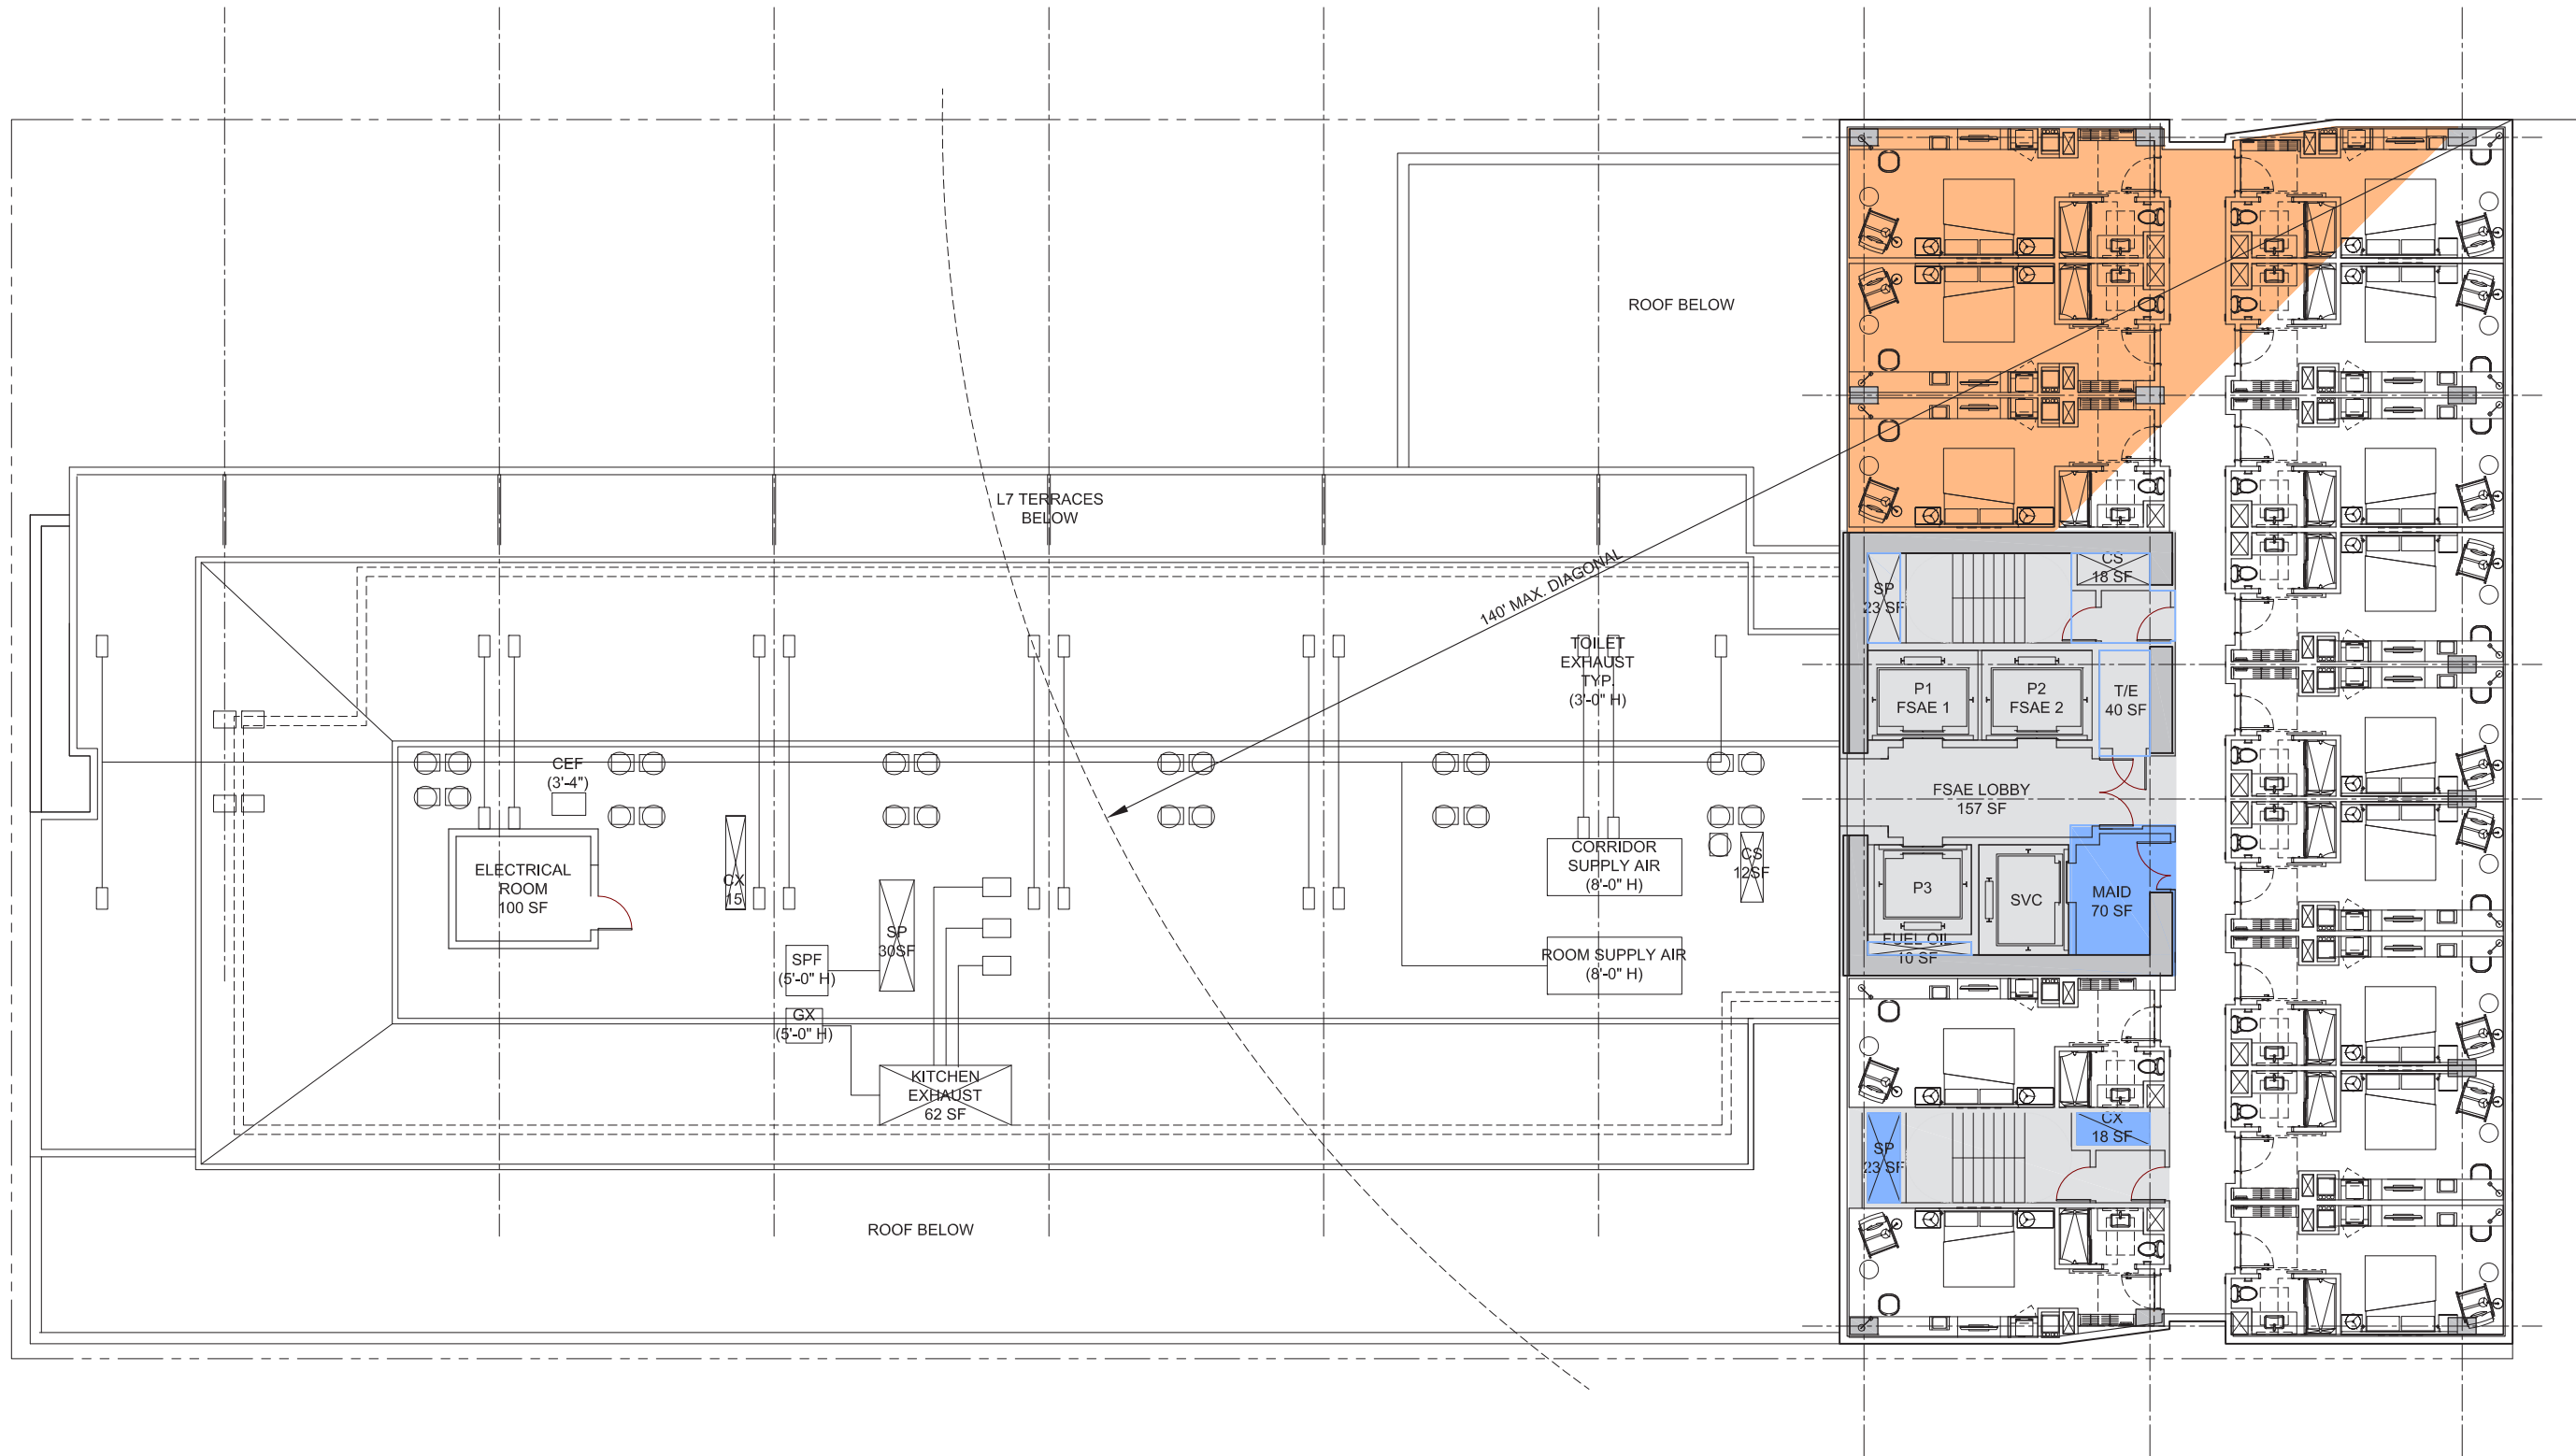 ROOF BELOW
L7 TERRACES
BELOW
140' MAX. DIAGONAL
CS
18 SF
SP
23 SF
TOILET
EXHAUST
TYP.
(3'-0" H)
P1
FSAE 1
P2
FSAE 2
T/E
40 SF
CEF
(3'-4")
FSAE LOBBY
157 SF
ELECTRICAL
ROOM
100 SF
CX
15
CORRIDOR
SUPPLY AIR
(8'-0" H)
CS
12SF
P3
SVC
MAID
70 SF
SP
30SF
SPF
(5'-0" H)
ROOM SUPPLY AIR
(8'-0" H)
FUEL OIL
10 SF
GX
(5'-0" H)
KITCHEN
EXHAUST
62 SF
CX
18 SF
SP
23 SF
ROOF BELOW